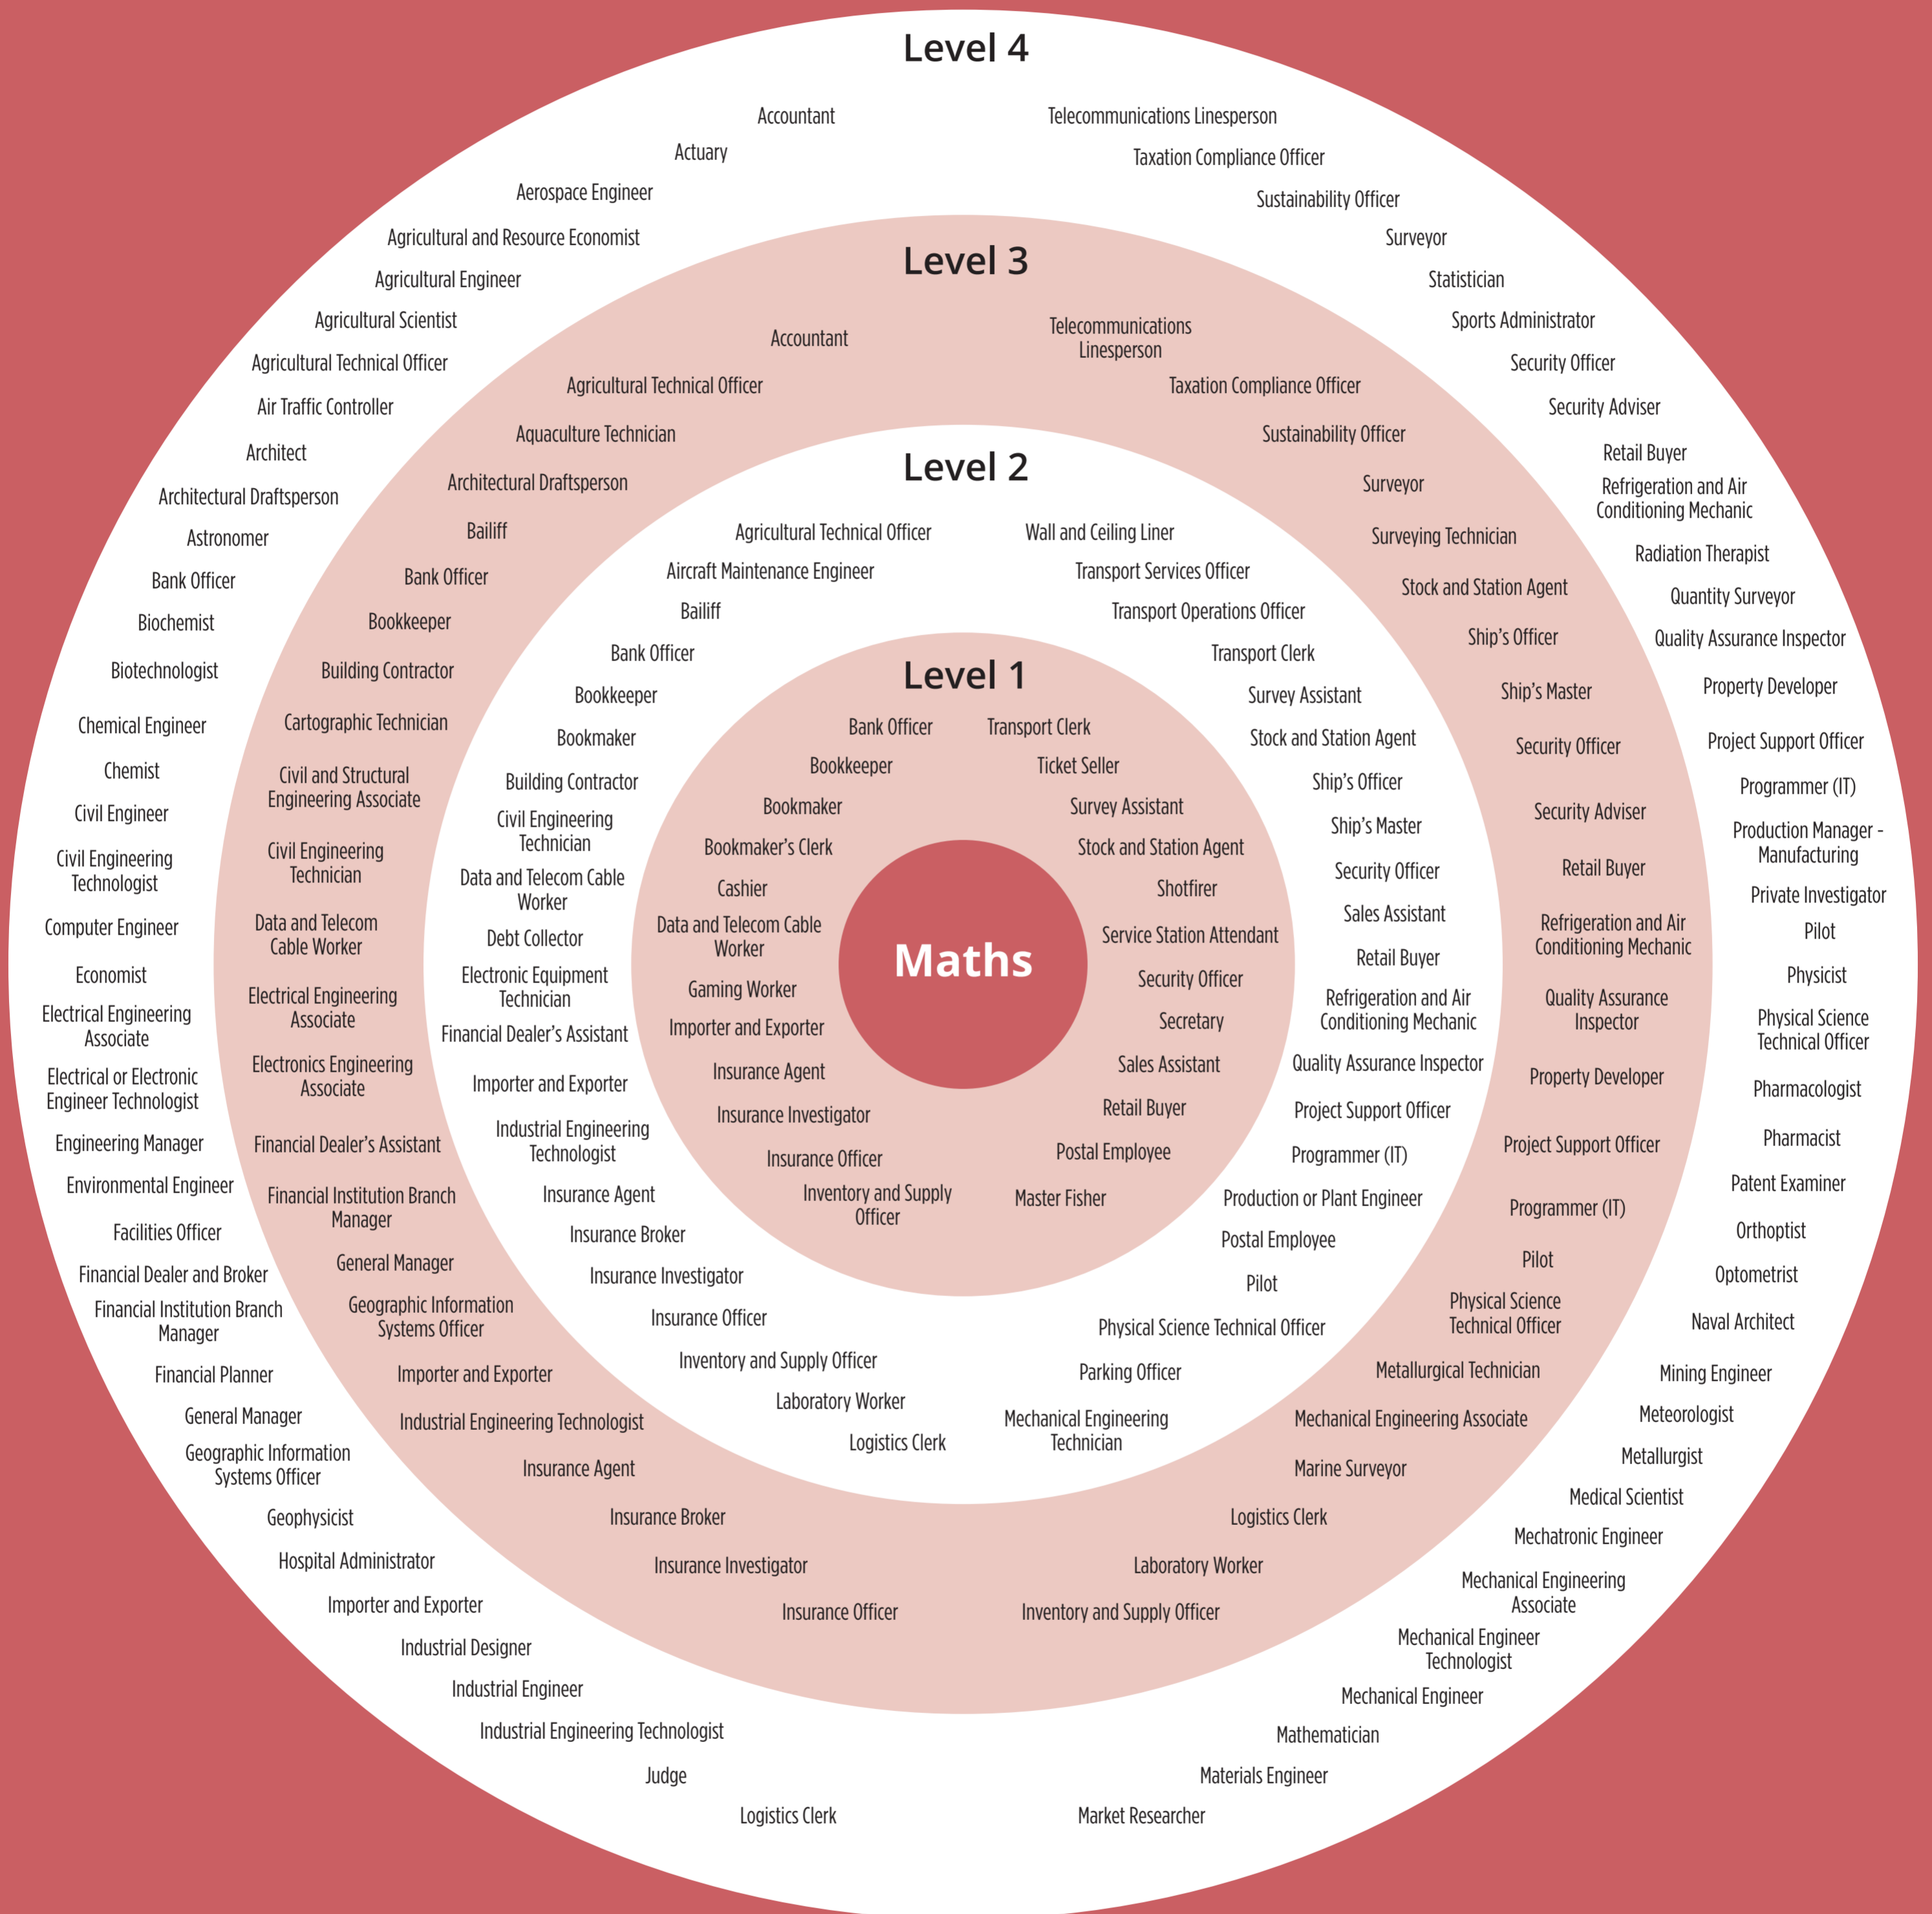 Level 4
Accountant
Actuary
Aerospace Engineer
Agricultural and Resource Economist
Agricultural Engineer
Agricultural Scientist
Agricultural Technical Officer
Air Traffic Controller
Architect
Architectural Draftsperson
Astronomer
Bank Officer
Biochemist
Biotechnologist
Chemical Engineer
Chemist
Civil Engineer
Civil Engineering
Technologist
Computer Engineer
Economist
Electrical Engineering
Associate
Electrical or Electronic
Engineer Technologist
Engineering Manager
Environmental Engineer
Facilities Officer
Financial Dealer and Broker
Financial Institution Branch
Manager
Financial Planner
General Manager
Geographic Information
Systems Officer
Geophysicist
Hospital Administrator
Importer and Exporter
Industrial Designer
Industrial Engineer
Industrial Engineering Technologist
Judge
Logistics Clerk
Telecommunications Linesperson
Taxation Compliance Officer
Sustainability Officer
Surveyor
Statistician
Sports Administrator
Security Officer
Security Adviser
Retail Buyer
Refrigeration and Air
Conditioning Mechanic
Radiation Therapist
Quantity Surveyor
Quality Assurance Inspector
Property Developer
Project Support Officer
Programmer (IT)
Production Manager -
Manufacturing
Private Investigator
Pilot
Physicist
Physical Science
Technical Officer
Pharmacologist
Pharmacist
Patent Examiner
Orthoptist
Optometrist
Naval Architect
Mining Engineer
Meteorologist
Metallurgist
Medical Scientist
Mechatronic Engineer
Mechanical Engineering
Associate
Mechanical Engineer
Technologist
Mechanical Engineer
Mathematician
Materials Engineer
Market Researcher
Level 3
Accountant
Agricultural Technical Officer
Aquaculture Technician
Architectural Draftsperson
Bailiff
Bank Officer
Bookkeeper
Building Contractor
Cartographic Technician
Civil and Structural
Engineering Associate
Civil Engineering
Technician
Data and Telecom
Cable Worker
Electrical Engineering
Associate
Electronics Engineering
Associate
Financial Dealer's Assistant
Financial Institution Branch
Manager
General Manager
Geographic Information
Systems Officer
Importer and Exporter
Industrial Engineering Technologist
Insurance Agent
Insurance Broker
Insurance Investigator
Insurance Officer
Telecommunications
Linesperson
Taxation Compliance Officer
Sustainability Officer
Surveyor
Surveying Technician
Stock and Station Agent
Ship's Officer
Ship's Master
Security Officer
Security Adviser
Retail Buyer
Refrigeration and Air
Conditioning Mechanic
Quality Assurance
Inspector
Property Developer
Project Support Officer
Programmer (IT)
Pilot
Physical Science
Technical Officer
Metallurgical Technician
Mechanical Engineering Associate
Marine Surveyor
Logistics Clerk
Laboratory Worker
Inventory and Supply Officer
Level 2
Agricultural Technical Officer
Aircraft Maintenance Engineer
Bailiff
Bank Officer
Bookkeeper
Bookmaker
Building Contractor
Civil Engineering
Technician
Data and Telecom Cable
Worker
Debt Collector
Electronic Equipment
Technician
Financial Dealer's Assistant
Importer and Exporter
Industrial Engineering
Technologist
Insurance Agent
Insurance Broker
Insurance Investigator
Insurance Officer
Inventory and Supply Officer
Laboratory Worker
Logistics Clerk
Wall and Ceiling Liner
Transport Services Officer
Transport Operations Officer
Transport Clerk
Survey Assistant
Stock and Station Agent
Ship's Officer
Ship's Master
Security Officer
Sales Assistant
Retail Buyer
Refrigeration and Air
Conditioning Mechanic
Quality Assurance Inspector
Project Support Officer
Programmer (IT)
Production or Plant Engineer
Postal Employee
Pilot
Physical Science Technical Officer
Parking Officer
Mechanical Engineering
Technician
Level 1
Bank Officer
Bookkeeper
Bookmaker
Bookmaker's Clerk
Cashier
Data and Telecom Cable
Worker
Gaming Worker
Importer and Exporter
Insurance Agent
Insurance Investigator
Insurance Officer
Inventory and Supply
Officer
Transport Clerk
Ticket Seller
Survey Assistant
Stock and Station Agent
Shotfirer
Service Station Attendant
Security Officer
Secretary
Sales Assistant
Retail Buyer
Postal Employee
Master Fisher
Maths